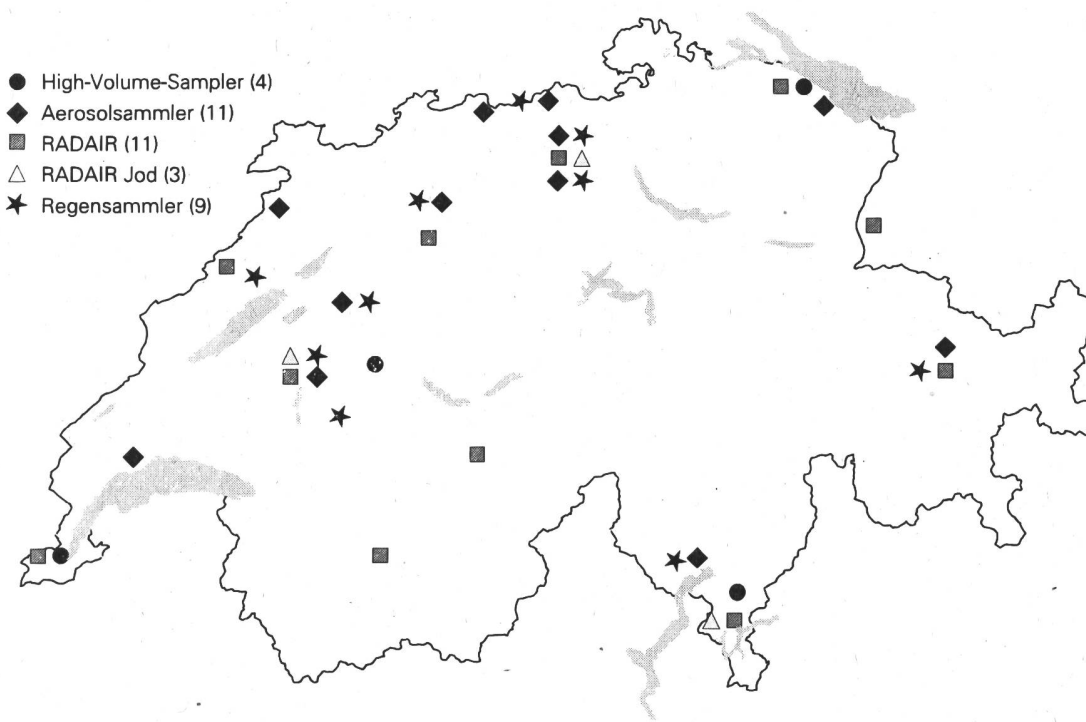 High-Volume-Sampler (4)
Aerosolsammler (11)
RADAIR (11)
RADAIR Jod (3)
Regensammler (9)